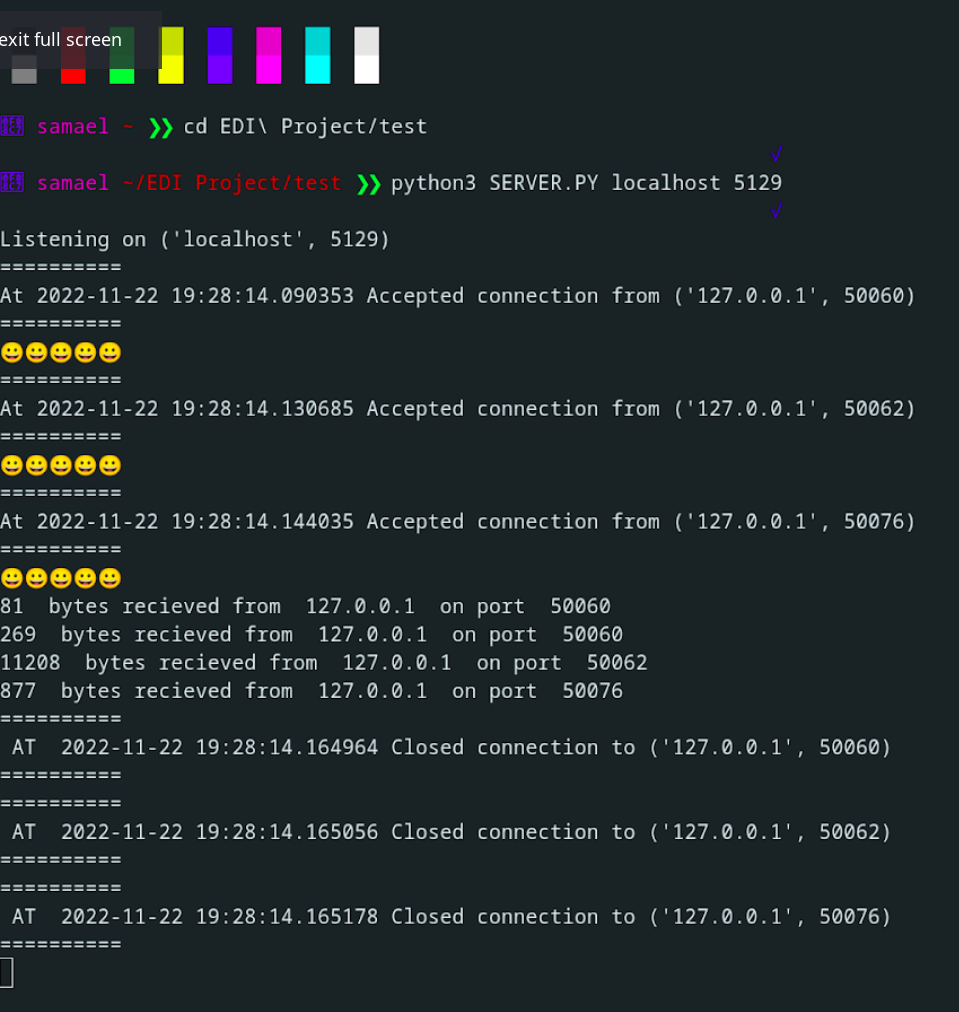 exit full screen
samael ~ ❯❯ cd EDI\ Project/test
√
samael ~/EDI Project/test ❯❯ python3 SERVER.PY localhost 5129
√
Listening on ('localhost', 5129)
==========
At 2022-11-22 19:28:14.090353 Accepted connection from ('127.0.0.1', 50060)
==========
😀😀😀😀😀
==========
At 2022-11-22 19:28:14.130685 Accepted connection from ('127.0.0.1', 50062)
==========
😀😀😀😀😀
==========
At 2022-11-22 19:28:14.144035 Accepted connection from ('127.0.0.1', 50076)
==========
😀😀😀😀😀
81  bytes recieved from  127.0.0.1  on port  50060
269  bytes recieved from  127.0.0.1  on port  50060
11208  bytes recieved from  127.0.0.1  on port  50062
877  bytes recieved from  127.0.0.1  on port  50076
==========
 AT  2022-11-22 19:28:14.164964 Closed connection to ('127.0.0.1', 50060)
==========
==========
 AT  2022-11-22 19:28:14.165056 Closed connection to ('127.0.0.1', 50062)
==========
==========
 AT  2022-11-22 19:28:14.165178 Closed connection to ('127.0.0.1', 50076)
==========